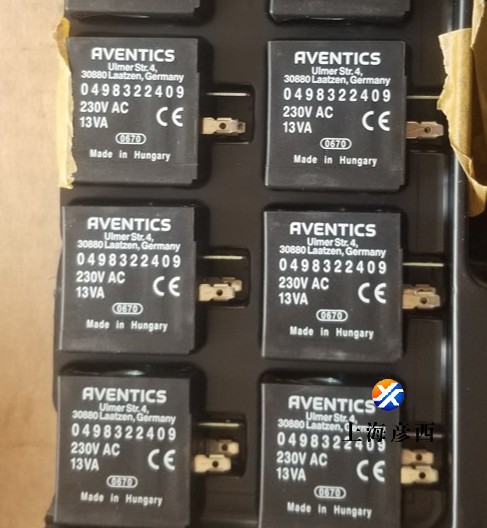 AVENTICS
Ulmer Str. 4,
30880 Laatzen, Germany
0498322409
230V AC
13VA
CE
0670
Made in Hungary
AVENTICS
Ulmer Str. 4,
30880 Laatzen, Germany
0498322409
230V AC
13VA
CE
0670
Made in Hungary
AVENTICS
Ulmer Str. 4,
30880 Laatzen, Germany
0498322409
230V AC
13VA
CE
0670
Made in Hungary
AVENTICS
Ulmer Str. 4,
30880 Laatzen, Germany
0498322409
230V AC
13VA
CE
0670
Made in Hungary
AVENTICS
Ulmer Str. 4,
30880 Laatzen, Germany
0498322409
230V AC
13VA
CE
0670
Made in Hungary
AVENTICS
Ulmer Str. 4,
30880 Laatzen, Germany
0498322409
230V AC
13VA
CE
0670
Made in Hungary
上海彦西